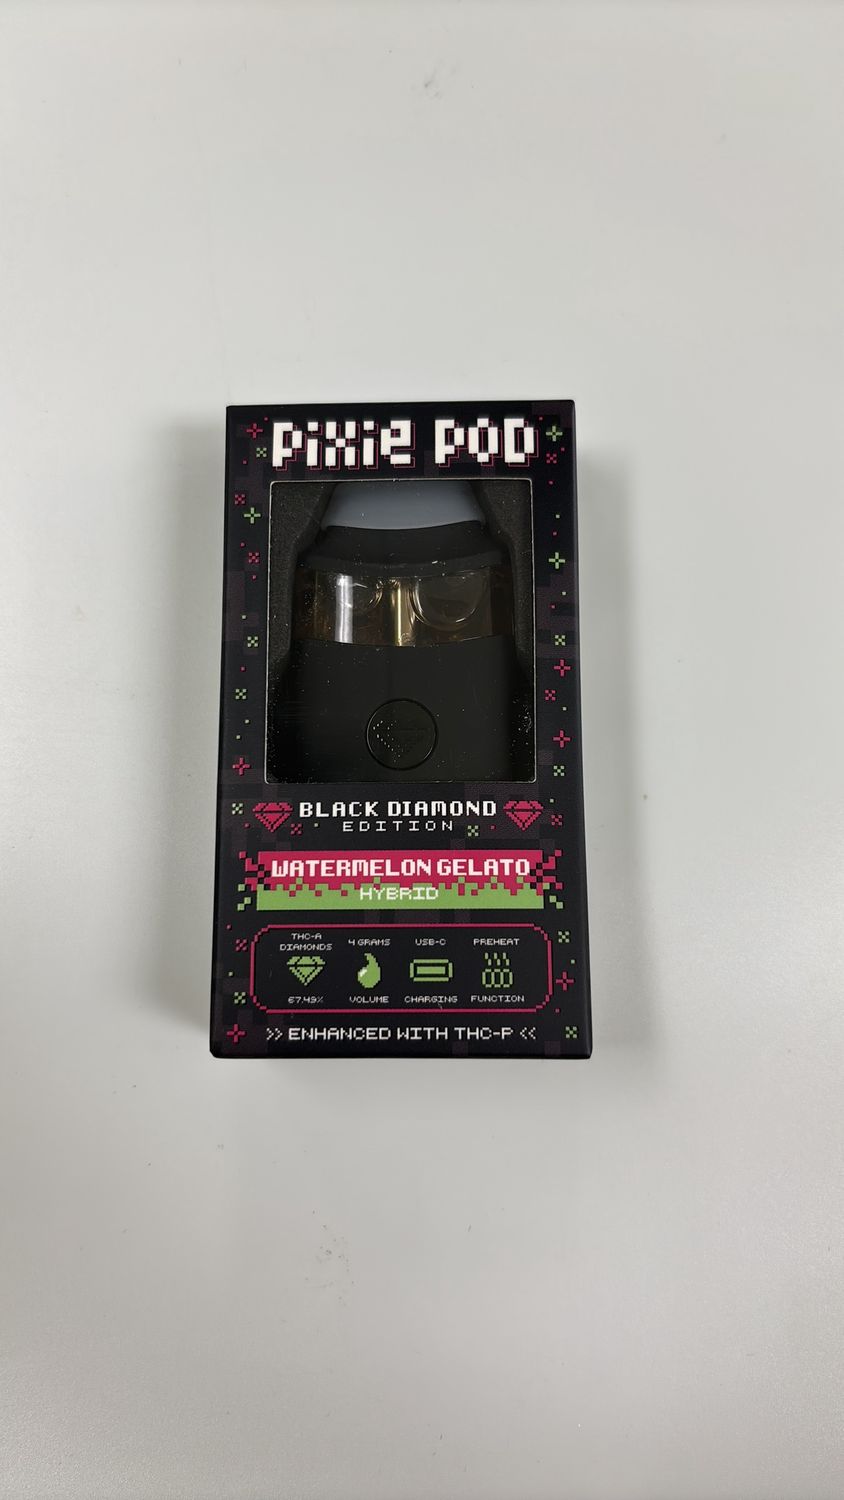 PiXie POD
BLACK DIAMOND
EDITION
WATERMELON GELATO
HYBRID
THC-A DIAMONDS 67.49%
4 GRAMS VOLUME
USB-C CHARGING
PREHEAT FUNCTION
>> ENHANCED WITH THC-P <<